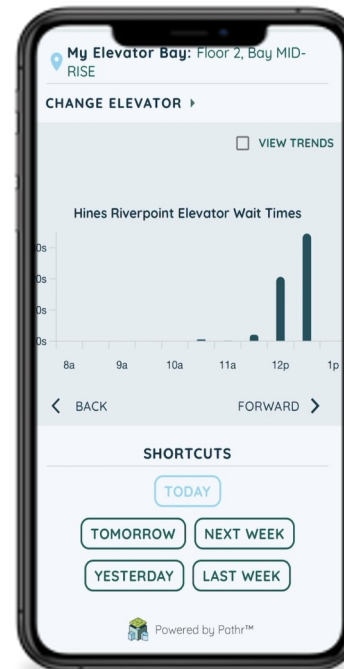 My Elevator Bay: Floor 2, Bay MID-
RISE
CHANGE ELEVATOR
VIEW TRENDS
Hines Riverpoint Elevator Wait Times
0s
0s
0s
0s
8a 9a 10a 11a 12p 1p
BACK FORWARD
SHORTCUTS
TODAY
TOMORROW NEXT WEEK
YESTERDAY LAST WEEK
Powered by Pathr™